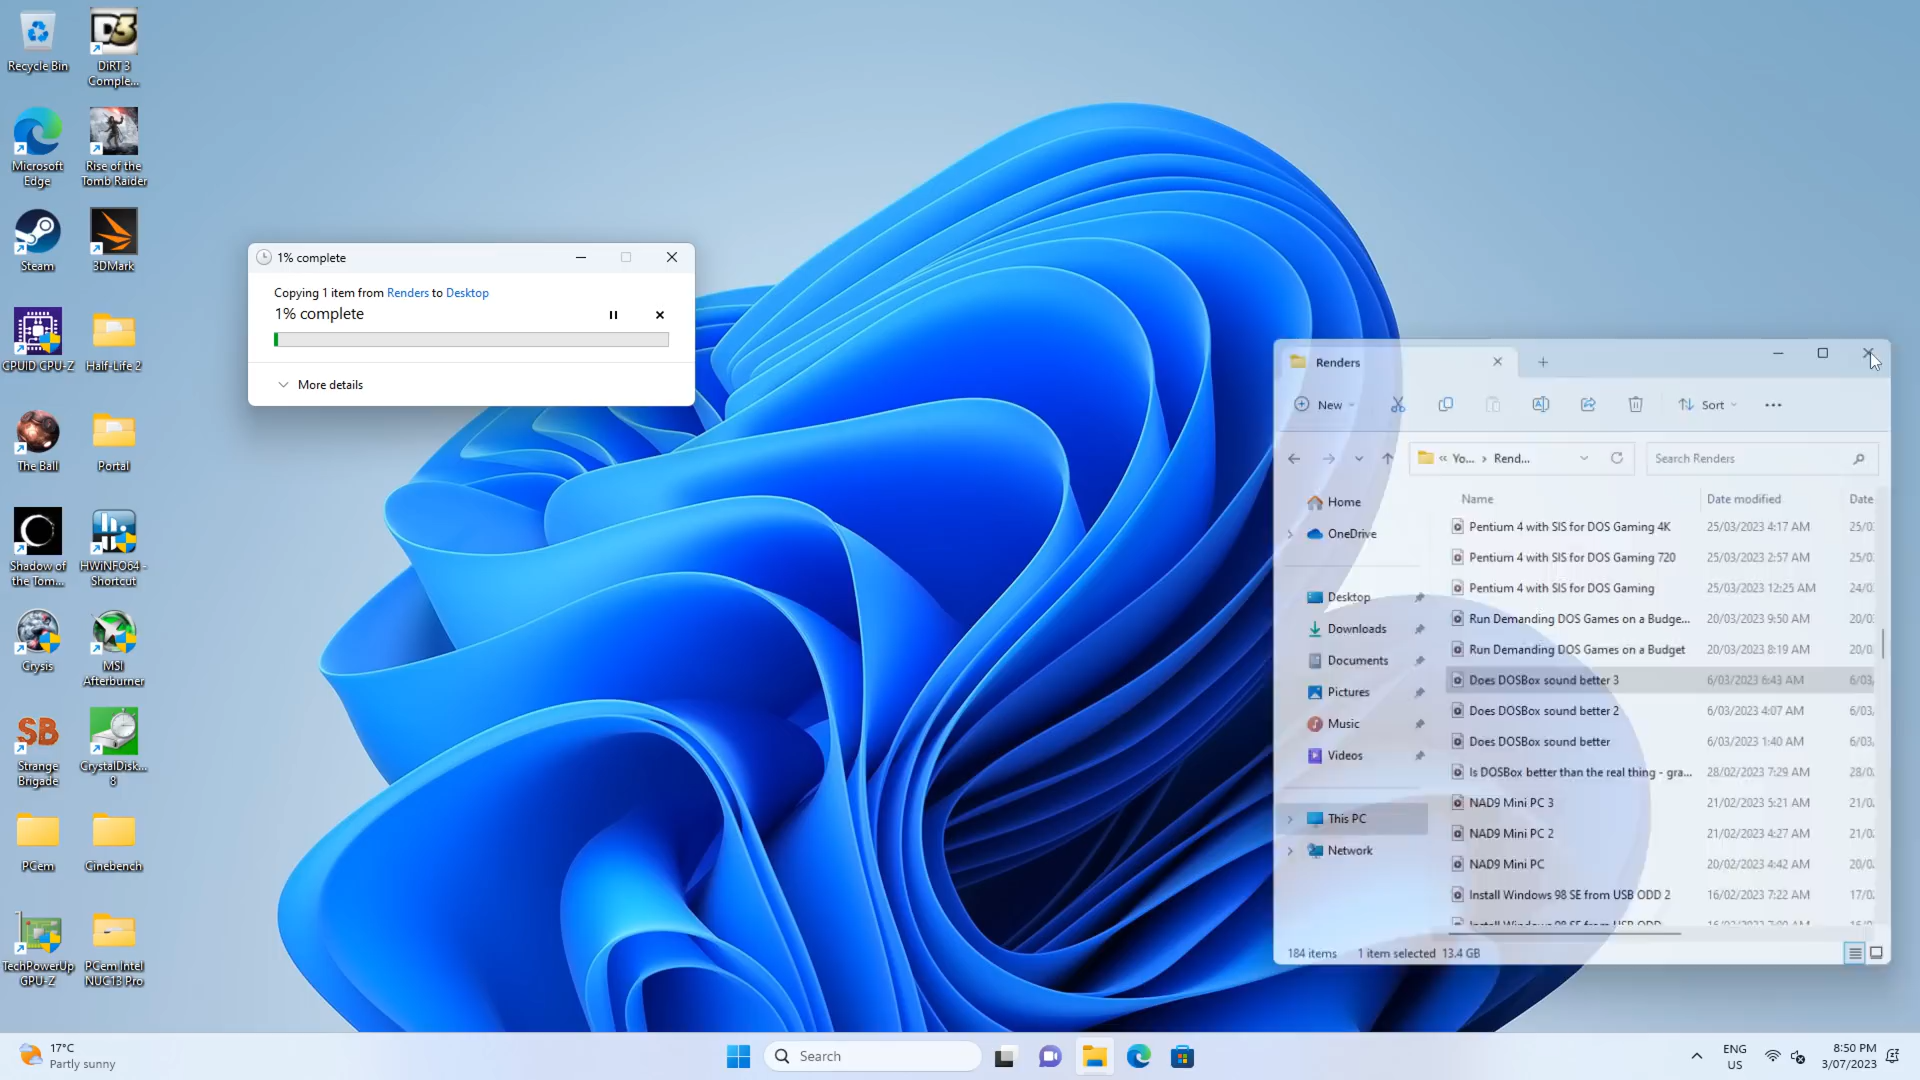 Recycle Bin
DiRT 3
Comple...
Microsoft
Edge
Rise of the
Tomb Raider
Steam
3DMark
CPUID CPU-Z
Half-Life 2
The Ball
Portal
Shadow of
the Tom...
HWiNFO64 -
Shortcut
Crysis
MSI
Afterburner
SB
Strange
Brigade
CrystalDisk...
8
PCem
Cinebench
TechPowerUp
GPU-Z
PCem Intel
NUC13 Pro
1% complete
Copying 1 item from Renders to Desktop
1% complete
More details
Renders
New
Sort
« Yo... › Rend...
Search Renders
Home
OneDrive
Desktop
Downloads
Documents
Pictures
Music
Videos
This PC
Network
Name Date modified Date
Pentium 4 with SIS for DOS Gaming 4K 25/03/2023 4:17 AM 25/0
Pentium 4 with SIS for DOS Gaming 720 25/03/2023 2:57 AM 25/0
Pentium 4 with SIS for DOS Gaming 25/03/2023 12:25 AM 24/0
Run Demanding DOS Games on a Budge... 20/03/2023 9:50 AM 20/0
Run Demanding DOS Games on a Budget 20/03/2023 8:19 AM 20/0
Does DOSBox sound better 3 6/03/2023 6:43 AM 6/03
Does DOSBox sound better 2 6/03/2023 4:07 AM 6/03
Does DOSBox sound better 6/03/2023 1:40 AM 6/03
Is DOSBox better than the real thing - gra... 28/02/2023 7:29 AM 28/0
NAD9 Mini PC 3 21/02/2023 5:21 AM 21/0
NAD9 Mini PC 2 21/02/2023 4:27 AM 21/0
NAD9 Mini PC 20/02/2023 4:42 AM 20/0
Install Windows 98 SE from USB ODD 2 16/02/2023 7:22 AM 17/0
Install Windows 98 SE from USB ODD
184 items 1 item selected 13.4 GB
17°C
Partly sunny
Search
ENG
US
8:50 PM
3/07/2023